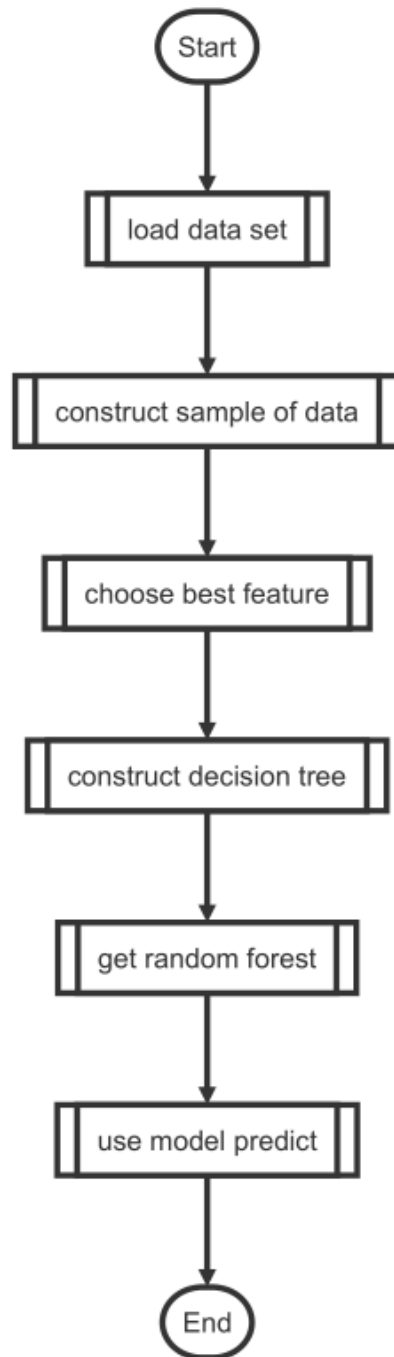 Start
load data set
construct sample of data
choose best feature
construct decision tree
get random forest
use model predict
End